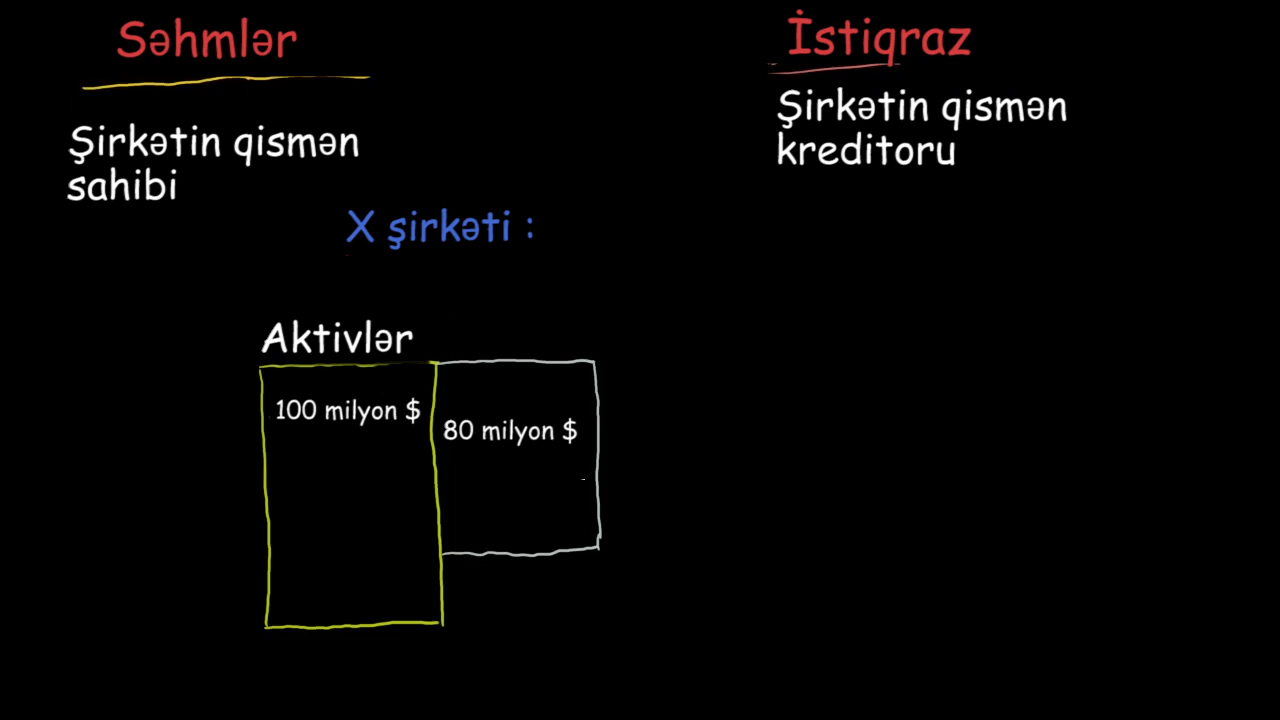 Səhmlər
Şirkətin qismən
sahibi
İstiqraz
Şirkətin qismən
kreditoru
X şirkəti :
Aktivlər
100 milyon $
80 milyon $